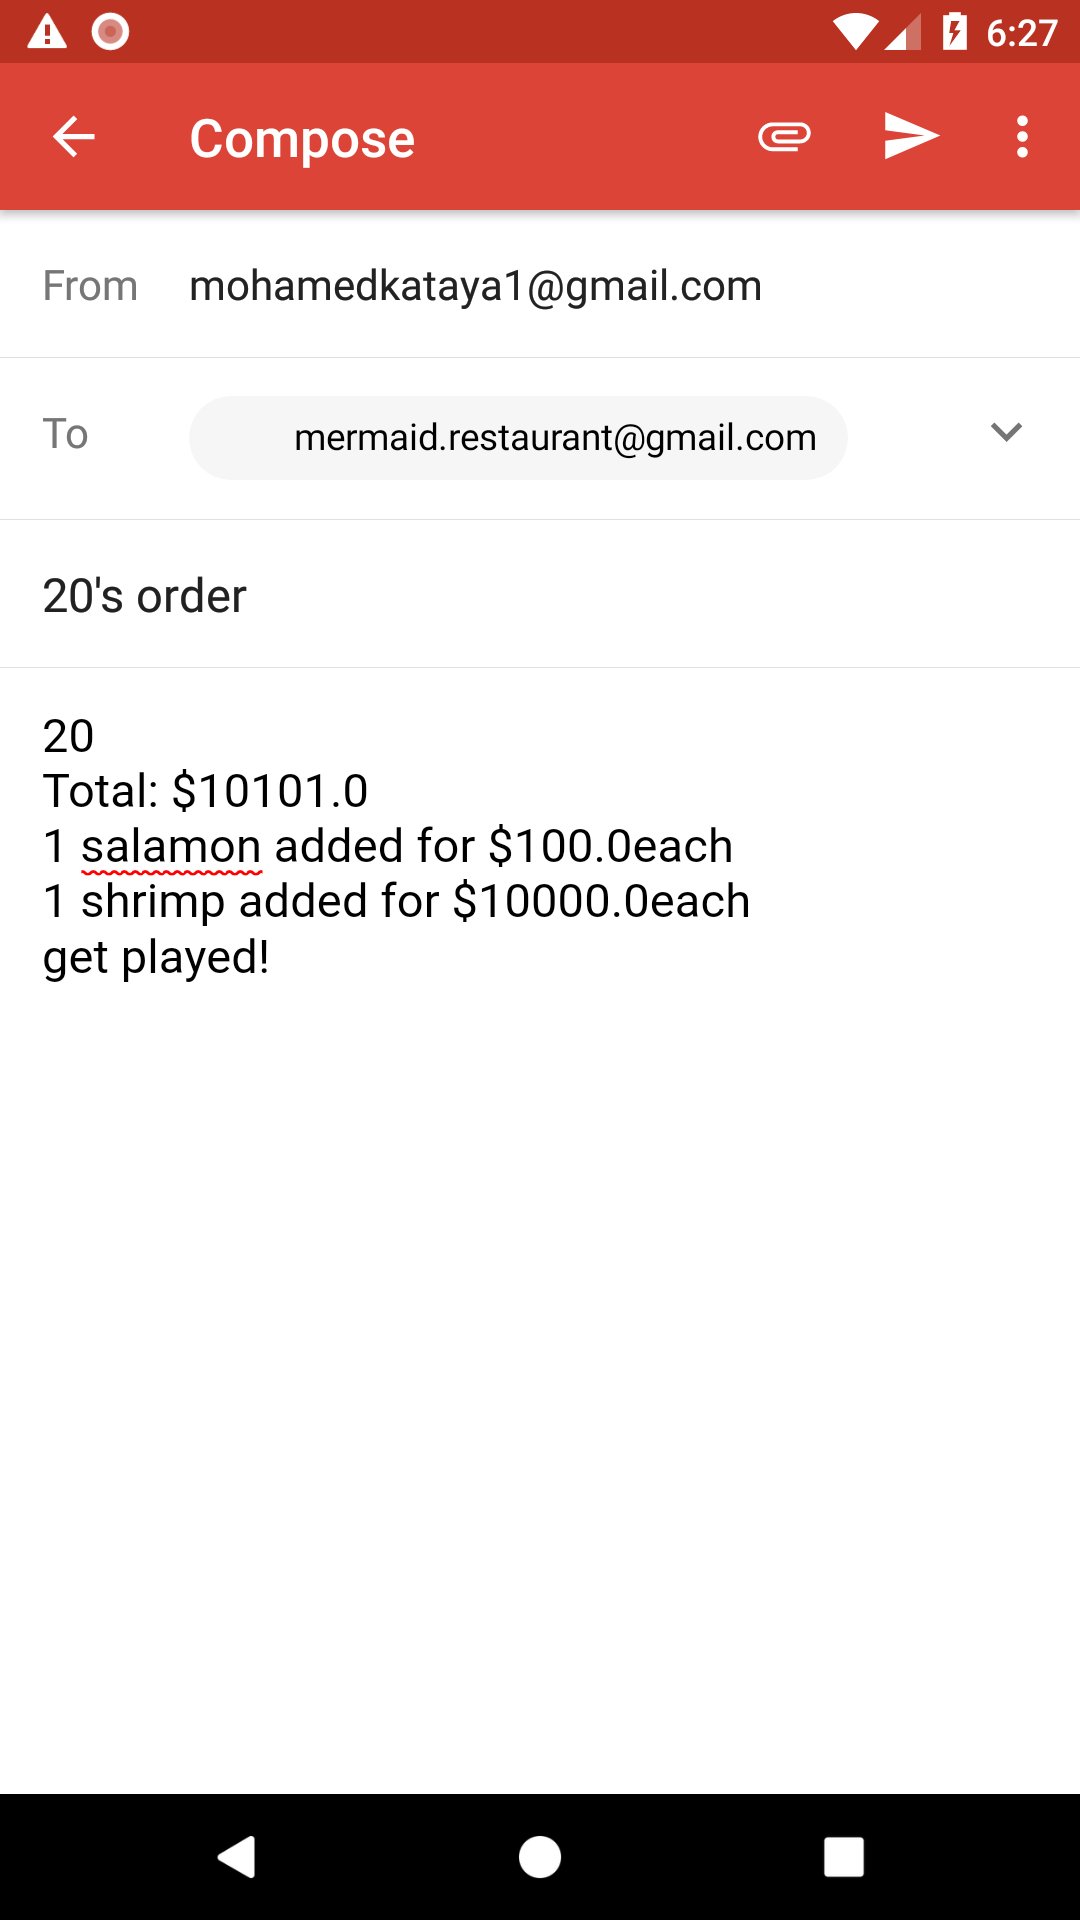 6:27
Compose
From mohamedkataya1@gmail.com
To mermaid.restaurant@gmail.com
20's order
20
Total: $10101.0
1 salamon added for $100.0each
1 shrimp added for $10000.0each
get played!